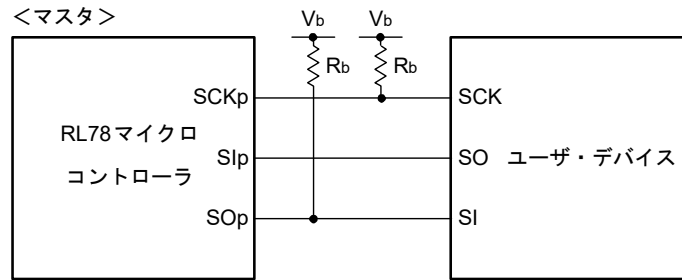 <マスタ>
Vb Vb
Rb Rb
SCKp SCK
RL78マイクロ
コントローラ
SIp SO ユーザ・デバイス
SOp SI